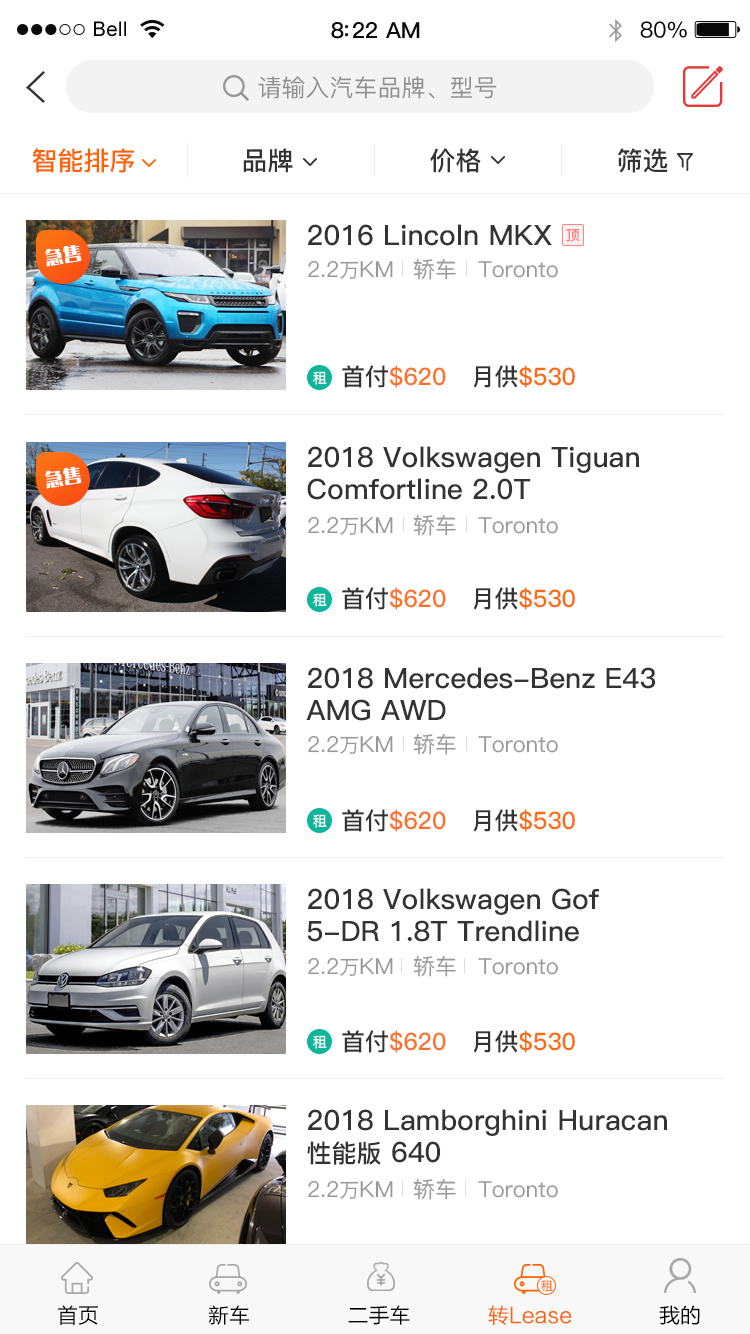 Bell 8:22 AM 80%
请输入汽车品牌、型号
智能排序 品牌 价格 筛选
急售
2016 Lincoln MKX 顶
2.2万KM 轿车 Toronto
租 首付$620 月供$530
急售
2018 Volkswagen Tiguan
Comfortline 2.0T
2.2万KM 轿车 Toronto
租 首付$620 月供$530
2018 Mercedes-Benz E43
AMG AWD
2.2万KM 轿车 Toronto
租 首付$620 月供$530
2018 Volkswagen Gof
5-DR 1.8T Trendline
2.2万KM 轿车 Toronto
租 首付$620 月供$530
2018 Lamborghini Huracan
性能版 640
2.2万KM 轿车 Toronto
¥ 租
首页 新车 二手车 转Lease 我的